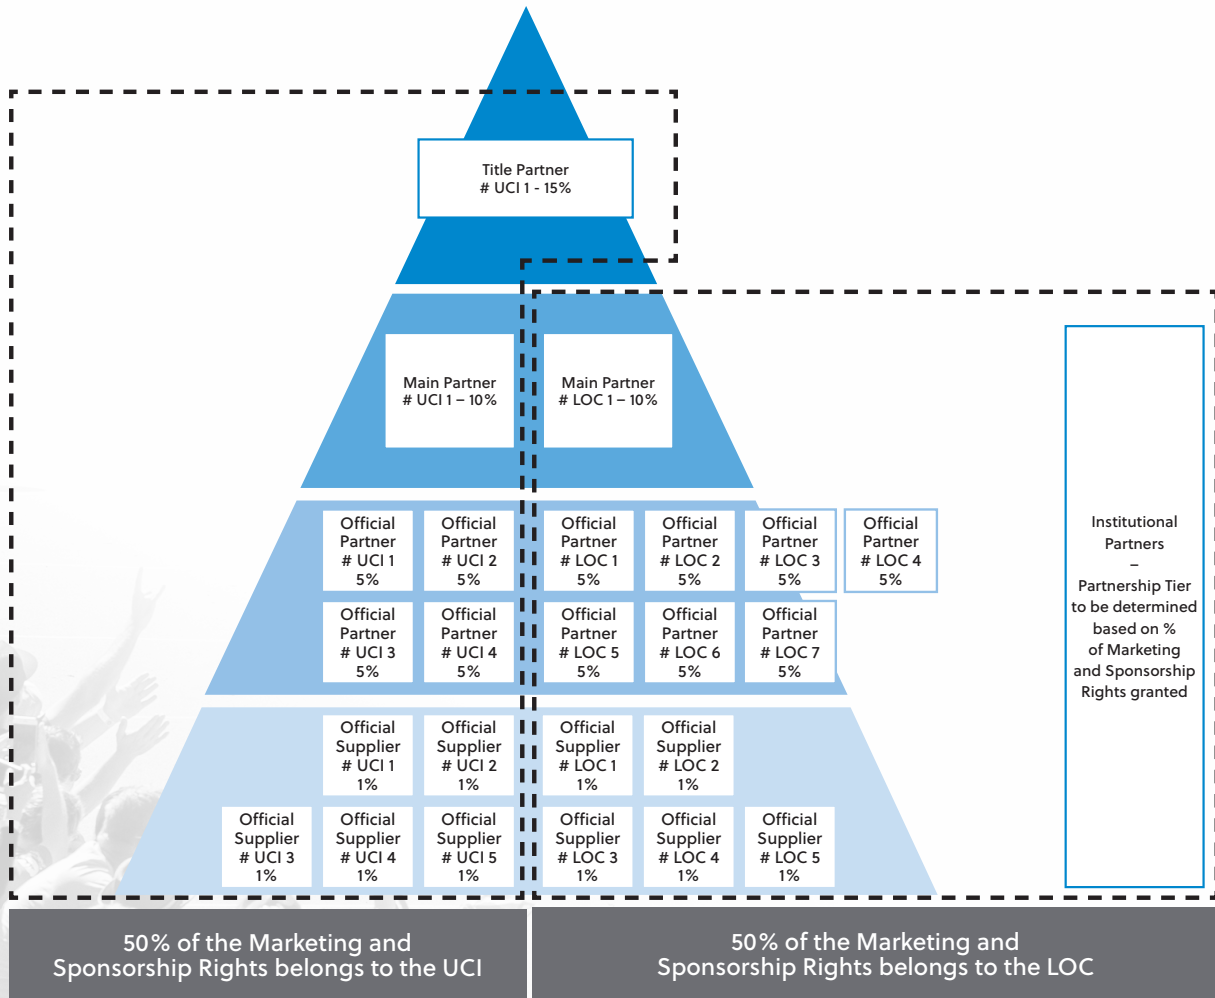 Title Partner
# UCI 1 - 15%
Main Partner
# UCI 1 – 10%
Main Partner
# LOC 1 – 10%
Official
Partner
# UCI 1
5%
Official
Partner
# UCI 2
5%
Official
Partner
# LOC 1
5%
Official
Partner
# LOC 2
5%
Official
Partner
# LOC 3
5%
Official
Partner
# LOC 4
5%
Official
Partner
# UCI 3
5%
Official
Partner
# UCI 4
5%
Official
Partner
# LOC 5
5%
Official
Partner
# LOC 6
5%
Official
Partner
# LOC 7
5%
Official
Supplier
# UCI 1
1%
Official
Supplier
# UCI 2
1%
Official
Supplier
# LOC 1
1%
Official
Supplier
# LOC 2
1%
Official
Supplier
# UCI 3
1%
Official
Supplier
# UCI 4
1%
Official
Supplier
# UCI 5
1%
Official
Supplier
# LOC 3
1%
Official
Supplier
# LOC 4
1%
Official
Supplier
# LOC 5
1%
Institutional
Partners
–
Partnership Tier
to be determined
based on %
of Marketing
and Sponsorship
Rights granted
50% of the Marketing and
Sponsorship Rights belongs to the UCI
50% of the Marketing and
Sponsorship Rights belongs to the LOC